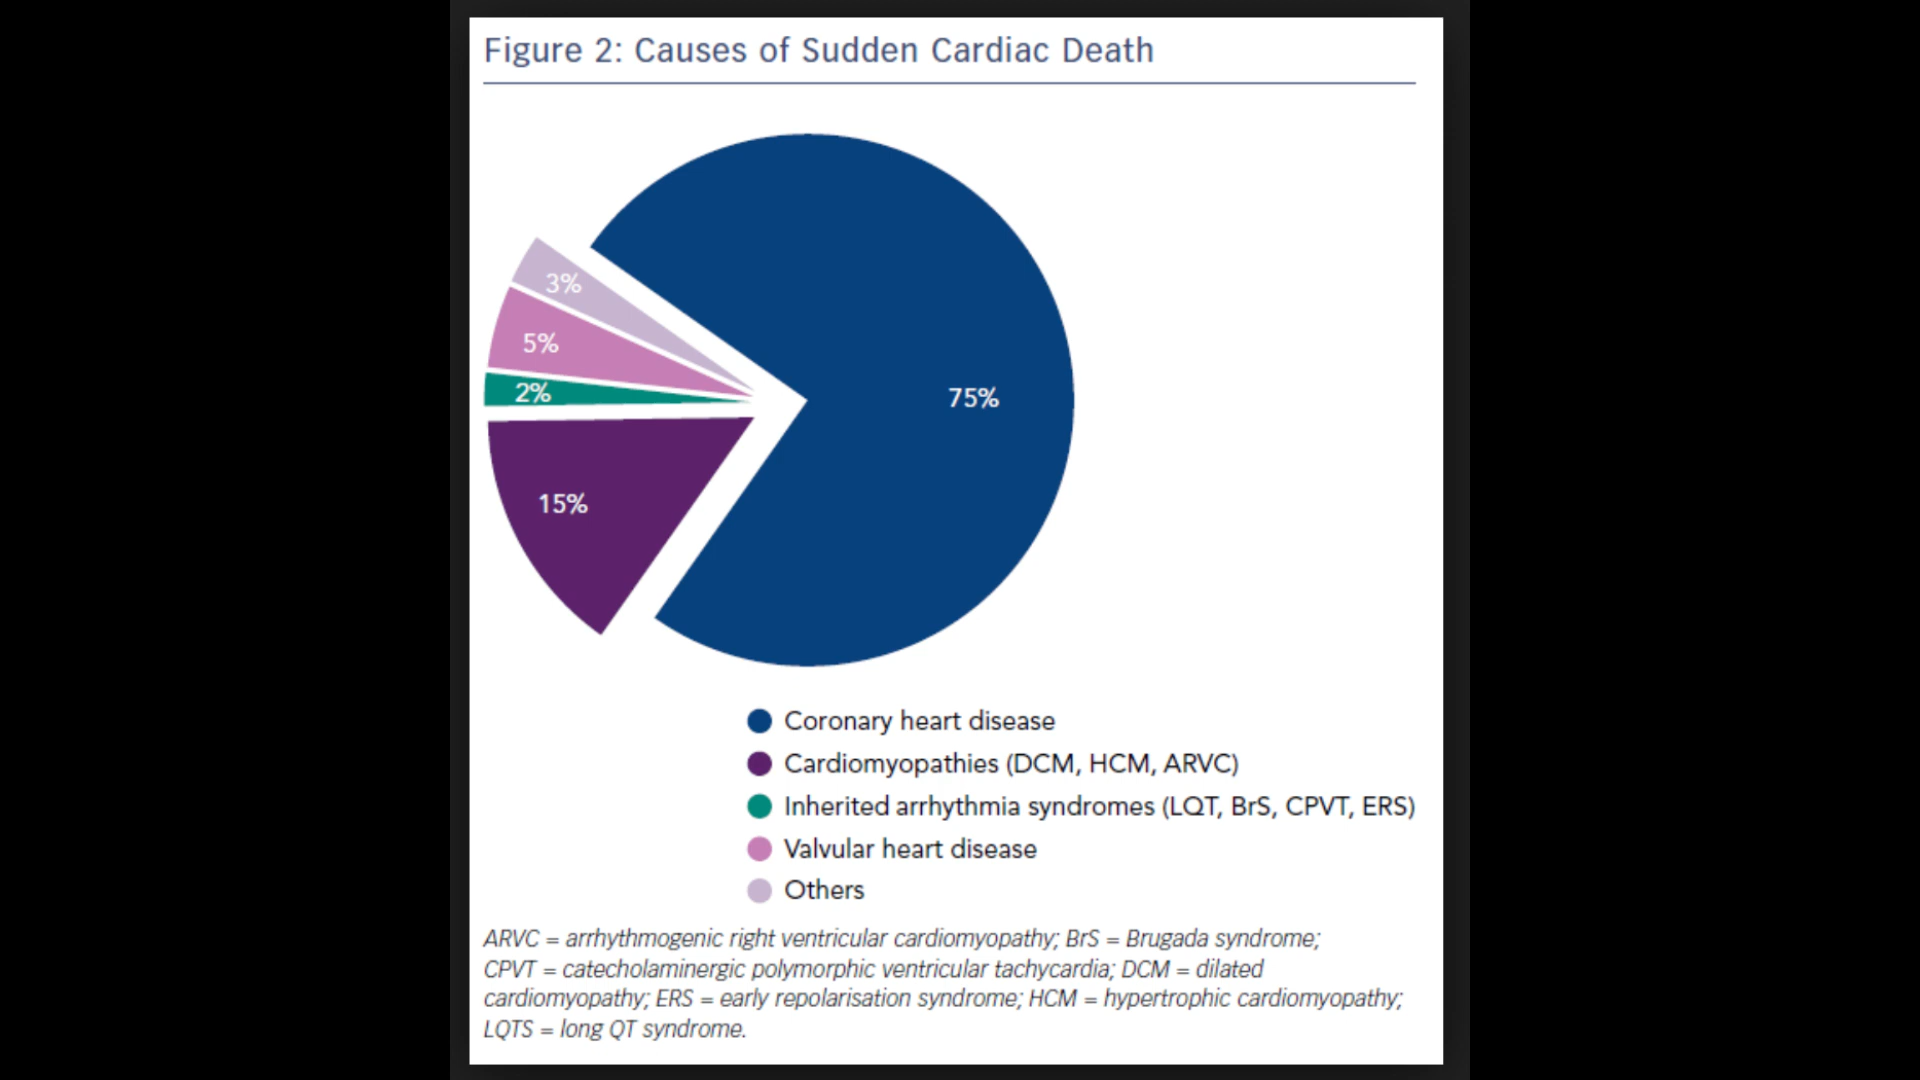 Figure 2: Causes of Sudden Cardiac Death
3%
5%
2%
75%
15%
Coronary heart disease
Cardiomyopathies (DCM, HCM, ARVC)
Inherited arrhythmia syndromes (LQT, BrS, CPVT, ERS)
Valvular heart disease
Others
ARVC = arrhythmogenic right ventricular cardiomyopathy; BrS = Brugada syndrome;
CPVT = catecholaminergic polymorphic ventricular tachycardia; DCM = dilated
cardiomyopathy; ERS = early repolarisation syndrome; HCM = hypertrophic cardiomyopathy;
LQTS = long QT syndrome.